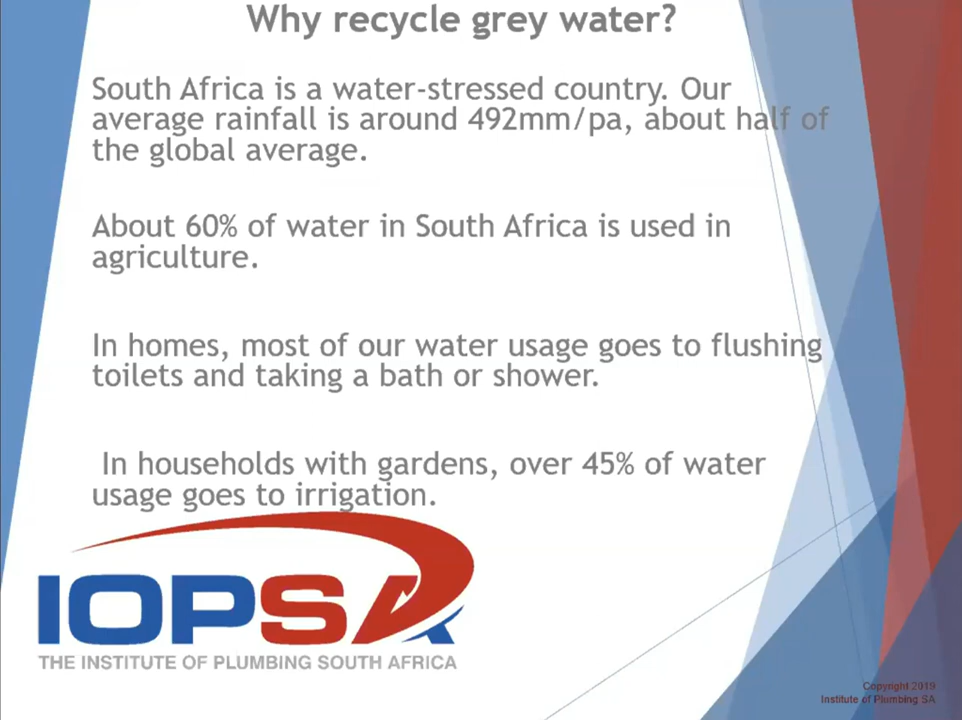 Why recycle grey water?
South Africa is a water-stressed country. Our
average rainfall is around 492mm/pa, about half of
the global average.
About 60% of water in South Africa is used in
agriculture.
In homes, most of our water usage goes to flushing
toilets and taking a bath or shower.
In households with gardens, over 45% of water
usage goes to irrigation.
IOPSA
THE INSTITUTE OF PLUMBING SOUTH AFRICA
Copyright 2019
Institute of Plumbing SA